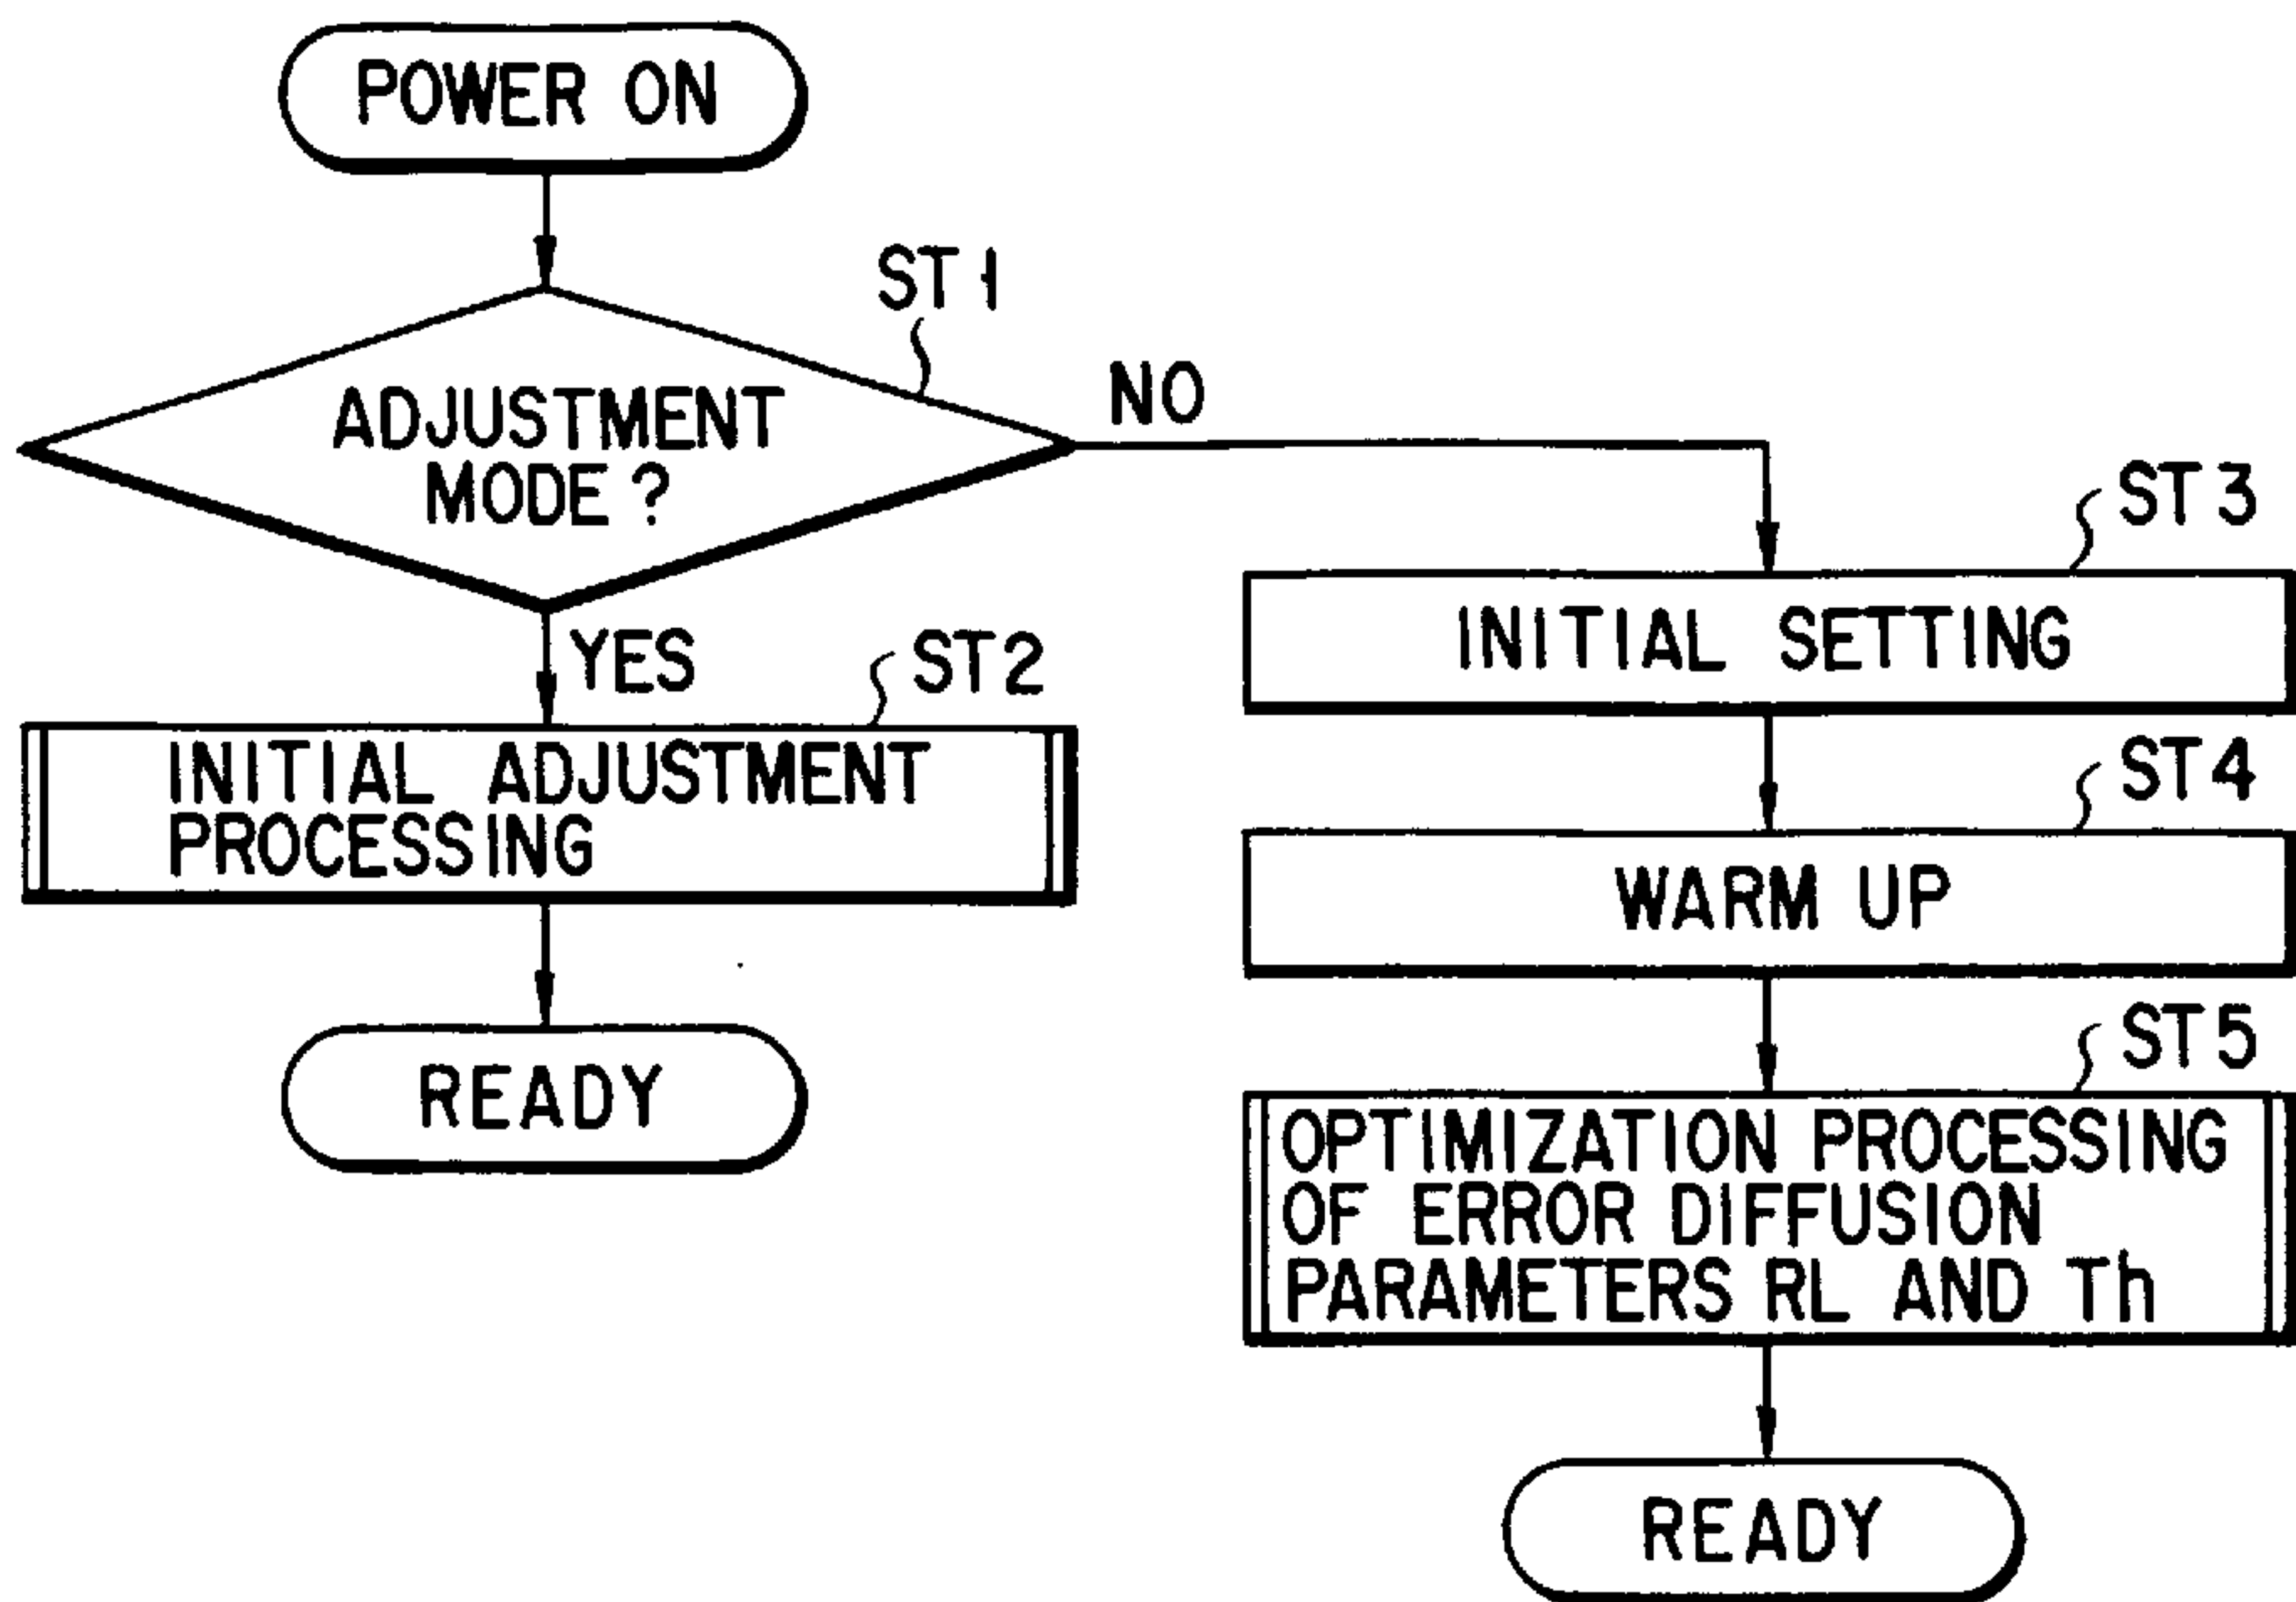 POWER ON
ST1
ADJUSTMENT
MODE?
NO
YES
ST2
INITIAL ADJUSTMENT
PROCESSING
READY
ST3
INITIAL SETTING
ST4
WARM UP
ST5
OPTIMIZATION PROCESSING
OF ERROR DIFFUSION
PARAMETERS RL AND Th
READY